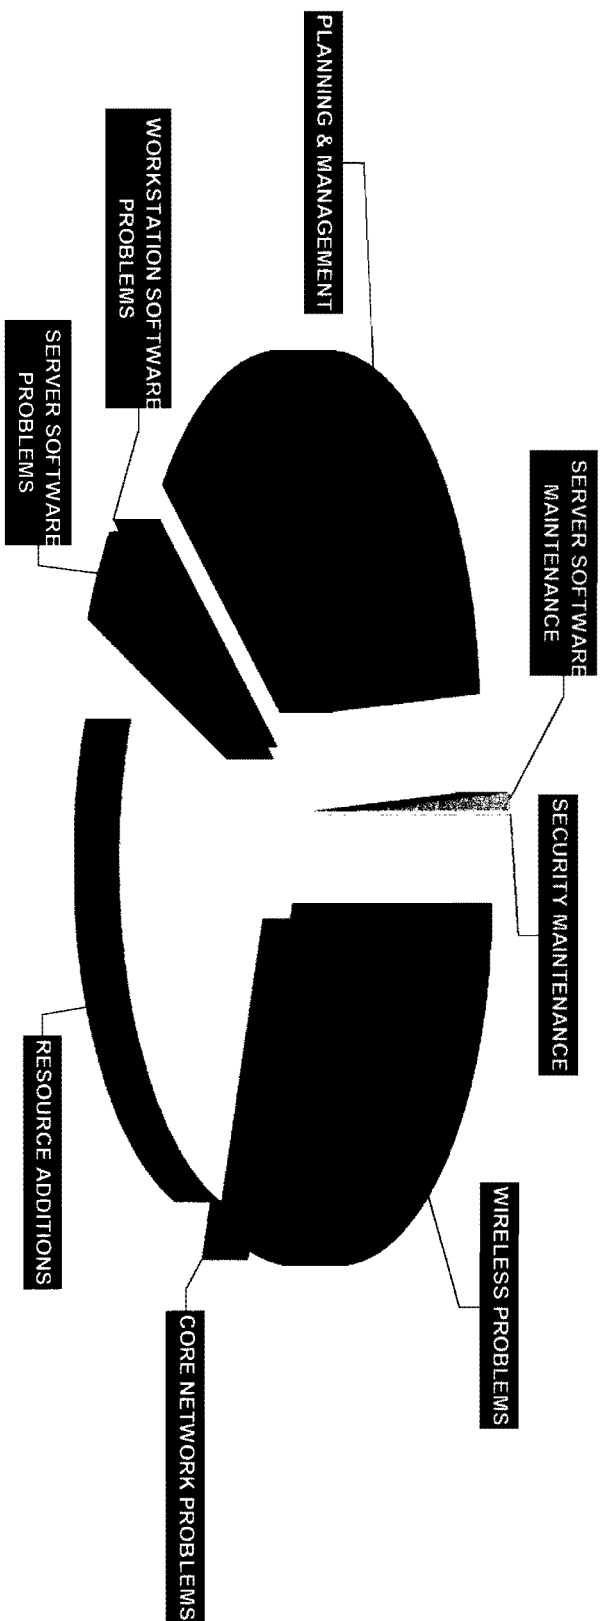 SERVER SOFTWARE
MAINTENANCE
SECURITY MAINTENANCE
WIRELESS PROBLEMS
PLANNING & MANAGEMENT
WORKSTATION SOFTWARE
PROBLEMS
CORE NETWORK PROBLEMS
SERVER SOFTWARE
PROBLEMS
RESOURCE ADDITIONS